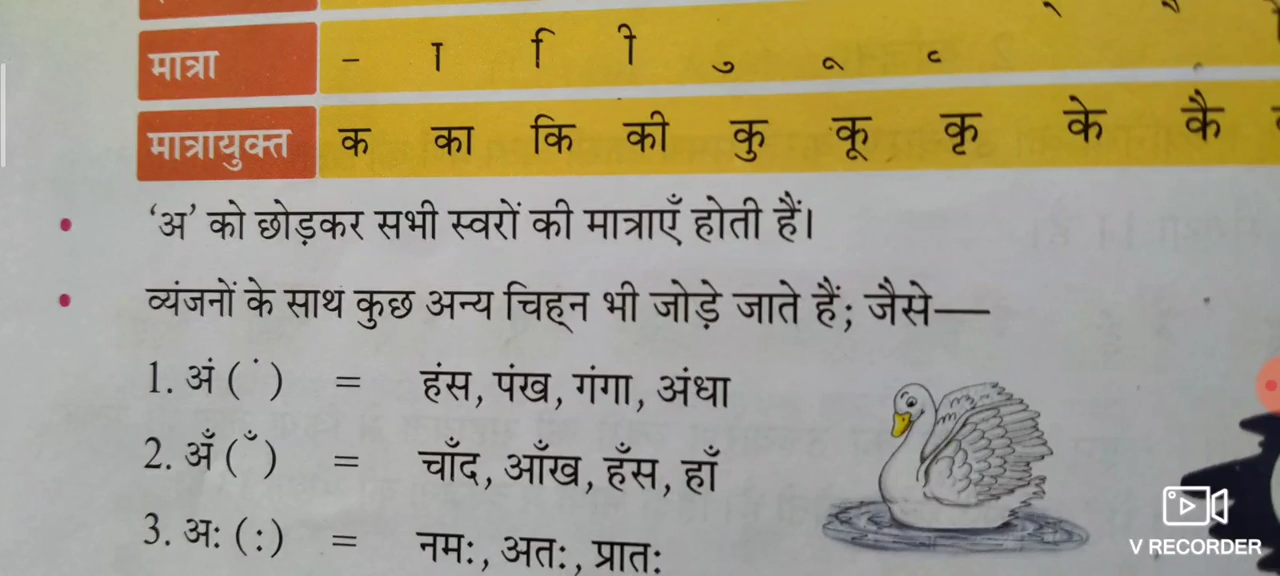 मात्रा – ा ि ी ु ू ृ
मात्रायुक्त क का कि की कु कू कृ के कै
• 'अ' को छोड़कर सभी स्वरों की मात्राएँ होती हैं।
• व्यंजनों के साथ कुछ अन्य चिह्‌न भी जोड़े जाते हैं; जैसे—
1. अं ( ं ) = हंस, पंख, गंगा, अंधा
2. अँ ( ँ ) = चाँद, आँख, हँस, हाँ
3. अः (ः) = नमः, अतः, प्रातः
V RECORDER